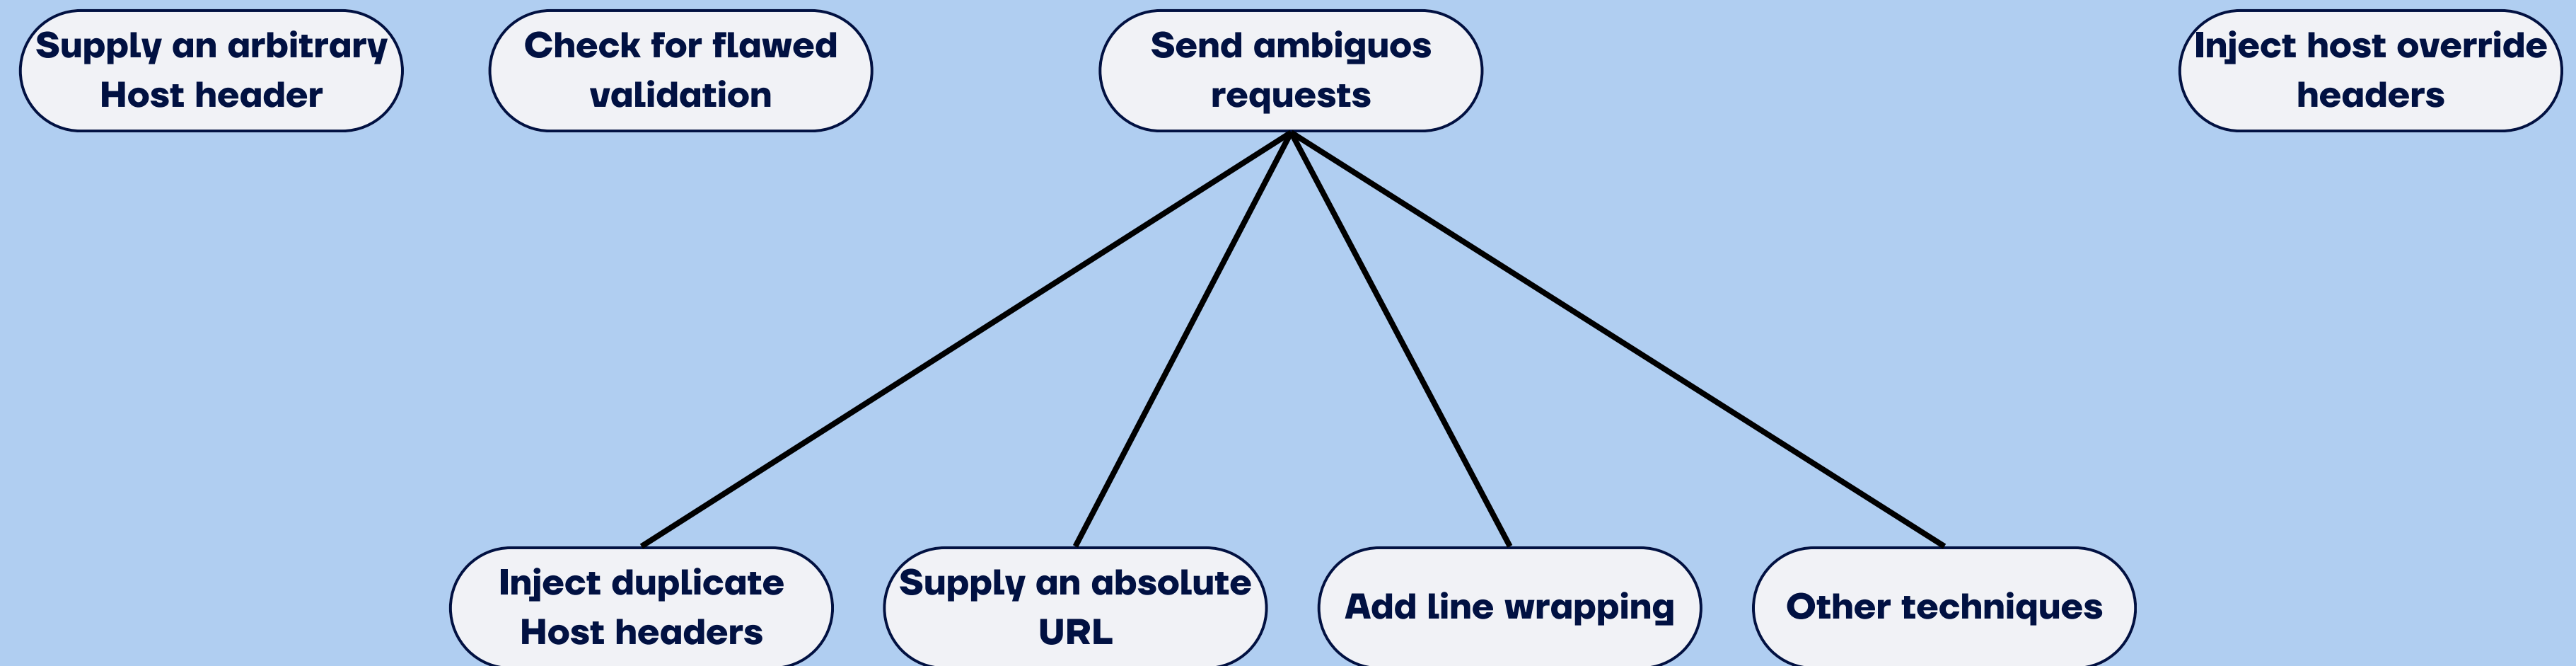 Supply an arbitrary
Host header
Check for flawed
validation
Send ambiguos
requests
Inject host override
headers
Inject duplicate
Host headers
Supply an absolute
URL
Add line wrapping
Other techniques